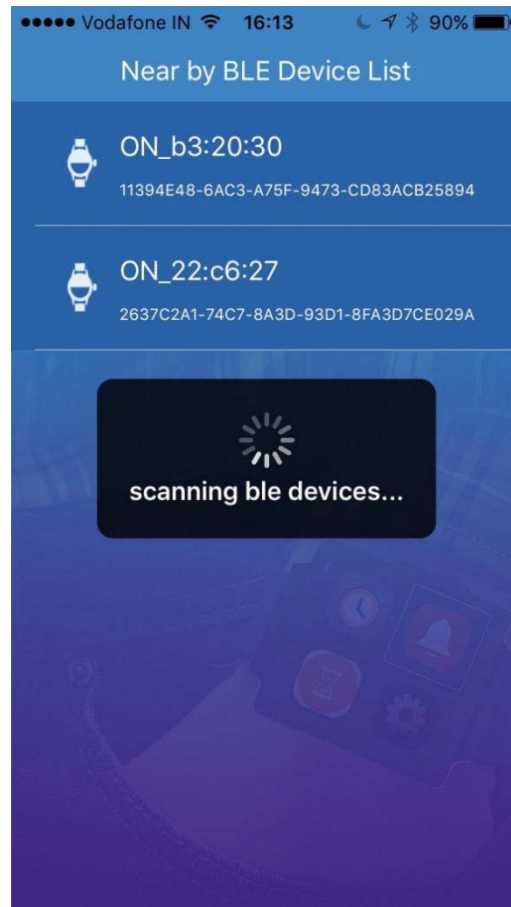 Vodafone IN 16:13 90%
Near by BLE Device List
ON_b3:20:30
11394E48-6AC3-A75F-9473-CD83ACB25894
ON_22:c6:27
2637C2A1-74C7-8A3D-93D1-8FA3D7CE029A
scanning ble devices...